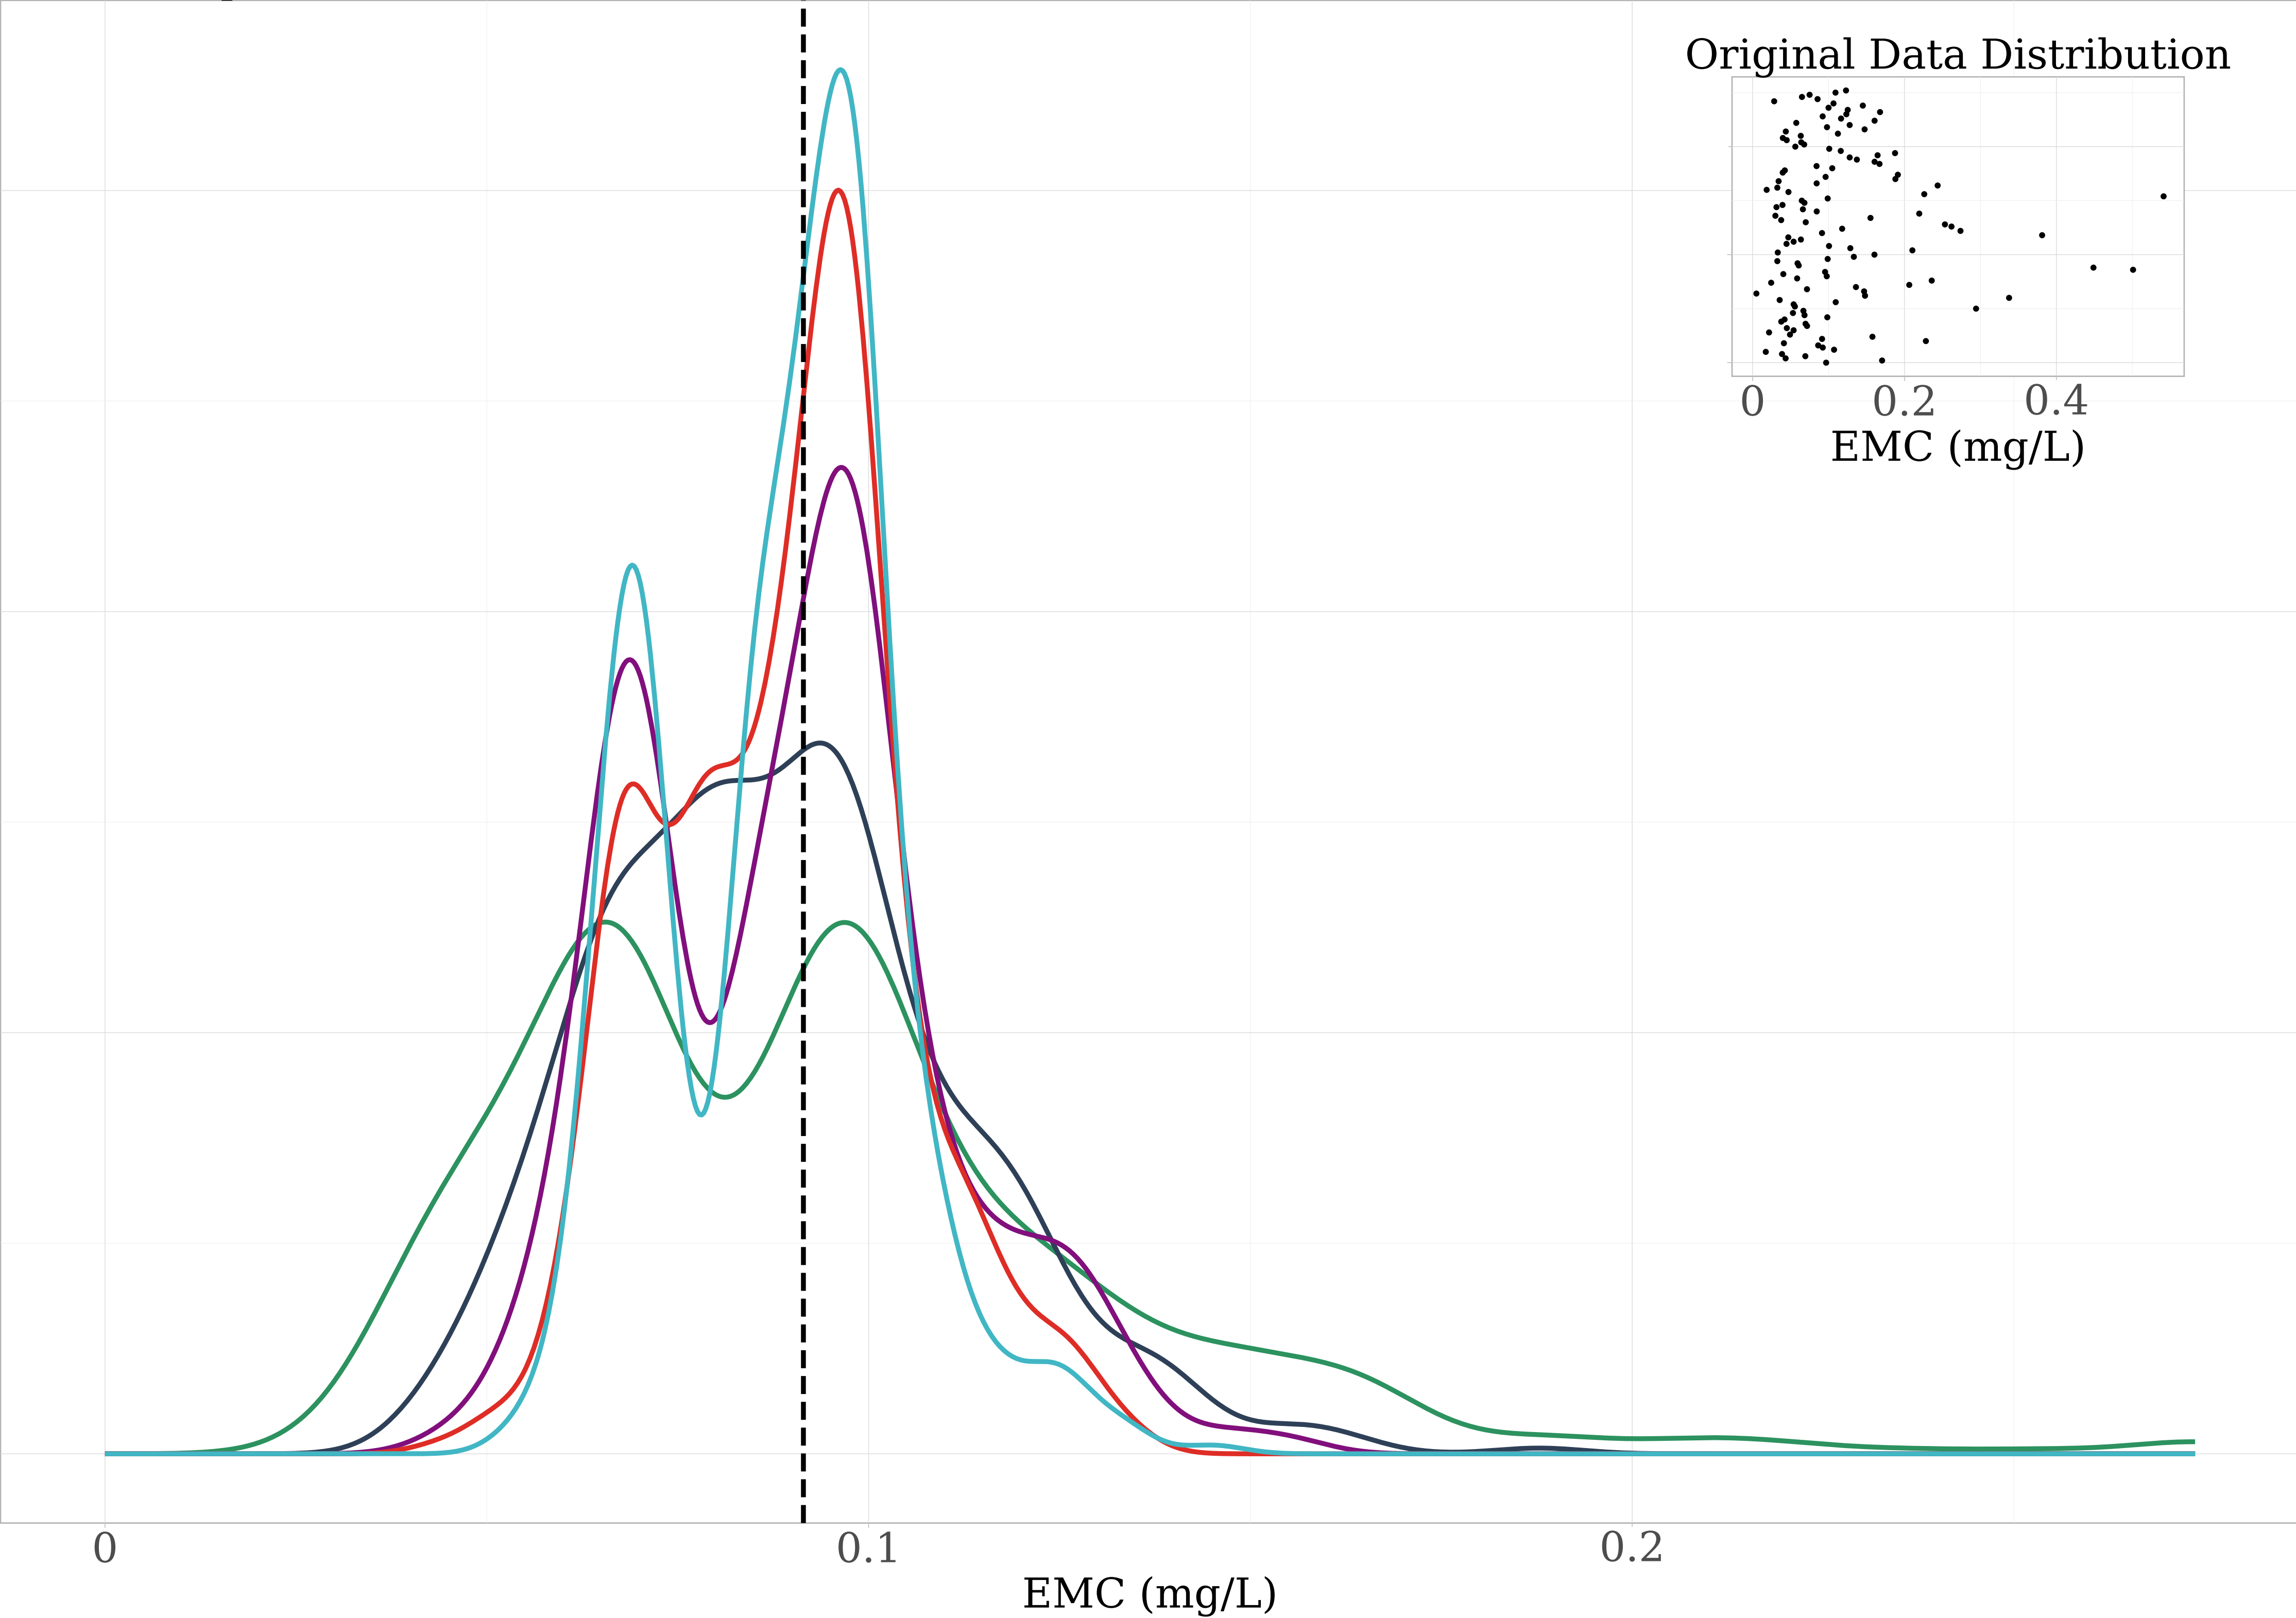 Original Data Distribution
0 0.2 0.4
EMC (mg/L)
0 0.1 0.2
EMC (mg/L)